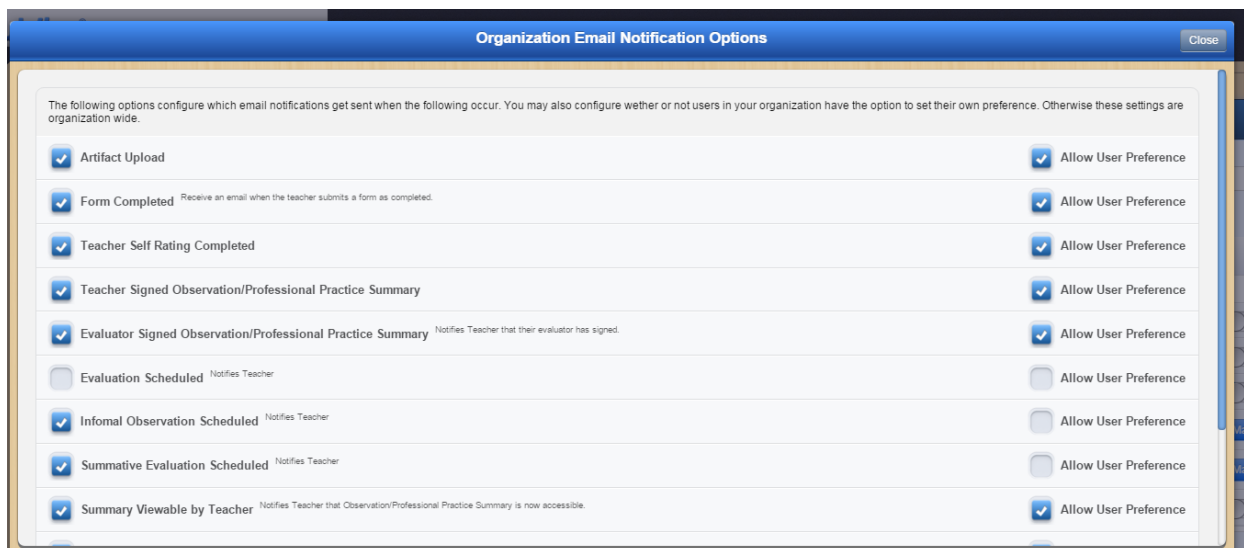 Organization Email Notification Options
Close
The following options configure which email notifications get sent when the following occur. You may also configure wether or not users in your organization have the option to set their own preference. Otherwise these settings are
organization wide.
Artifact Upload Allow User Preference
Form Completed Receive an email when the teacher submits a form as completed. Allow User Preference
Teacher Self Rating Completed Allow User Preference
Teacher Signed Observation/Professional Practice Summary Allow User Preference
Evaluator Signed Observation/Professional Practice Summary Notifies Teacher that their evaluator has signed. Allow User Preference
Evaluation Scheduled Notifies Teacher Allow User Preference
Infomal Observation Scheduled Notifies Teacher Allow User Preference
Summative Evaluation Scheduled Notifies Teacher Allow User Preference
Summary Viewable by Teacher Notifies Teacher that Observation/Professional Practice Summary is now accessible. Allow User Preference